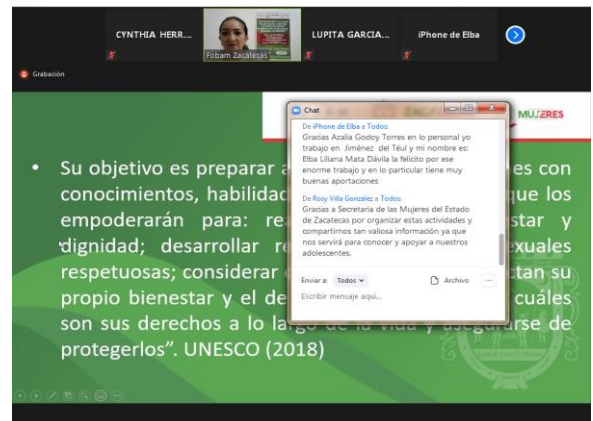 CYNTHIA HERR...
Fobam Zacatecas
LUPITA GARCIA...
iPhone de Elba
Grabación
MUJERES
Chat
De iPhone de Elba a Todos:
Gracias Azalia Godoy Torres en lo personal yo
trabajo en Jiménez del Téul y mi nombre es:
Elba Liliana Mata Dávila la felicito por ese
enorme trabajo y en lo particular tiene muy
buenas aportaciones
De Rosy Villa Gonzalez a Todos:
Gracias a Secretaria de las Mujeres del Estado
de Zacatecas por organizar estas actividades y
compartirnos tan valiosa información ya que
nos servirá para conocer y apoyar a nuestros
adolescentes.
Enviar a: Todos
Archivo
Escribir mensaje aquí...
• Su objetivo es preparar a es con
conocimientos, habilidad que los
empoderarán para: rea star y
dignidad; desarrollar re exuales
respetuosas; considerar ctan su
propio bienestar y el de cuáles
son sus derechos a lo largo de la vida y asegurarse de
protegerlos". UNESCO (2018)